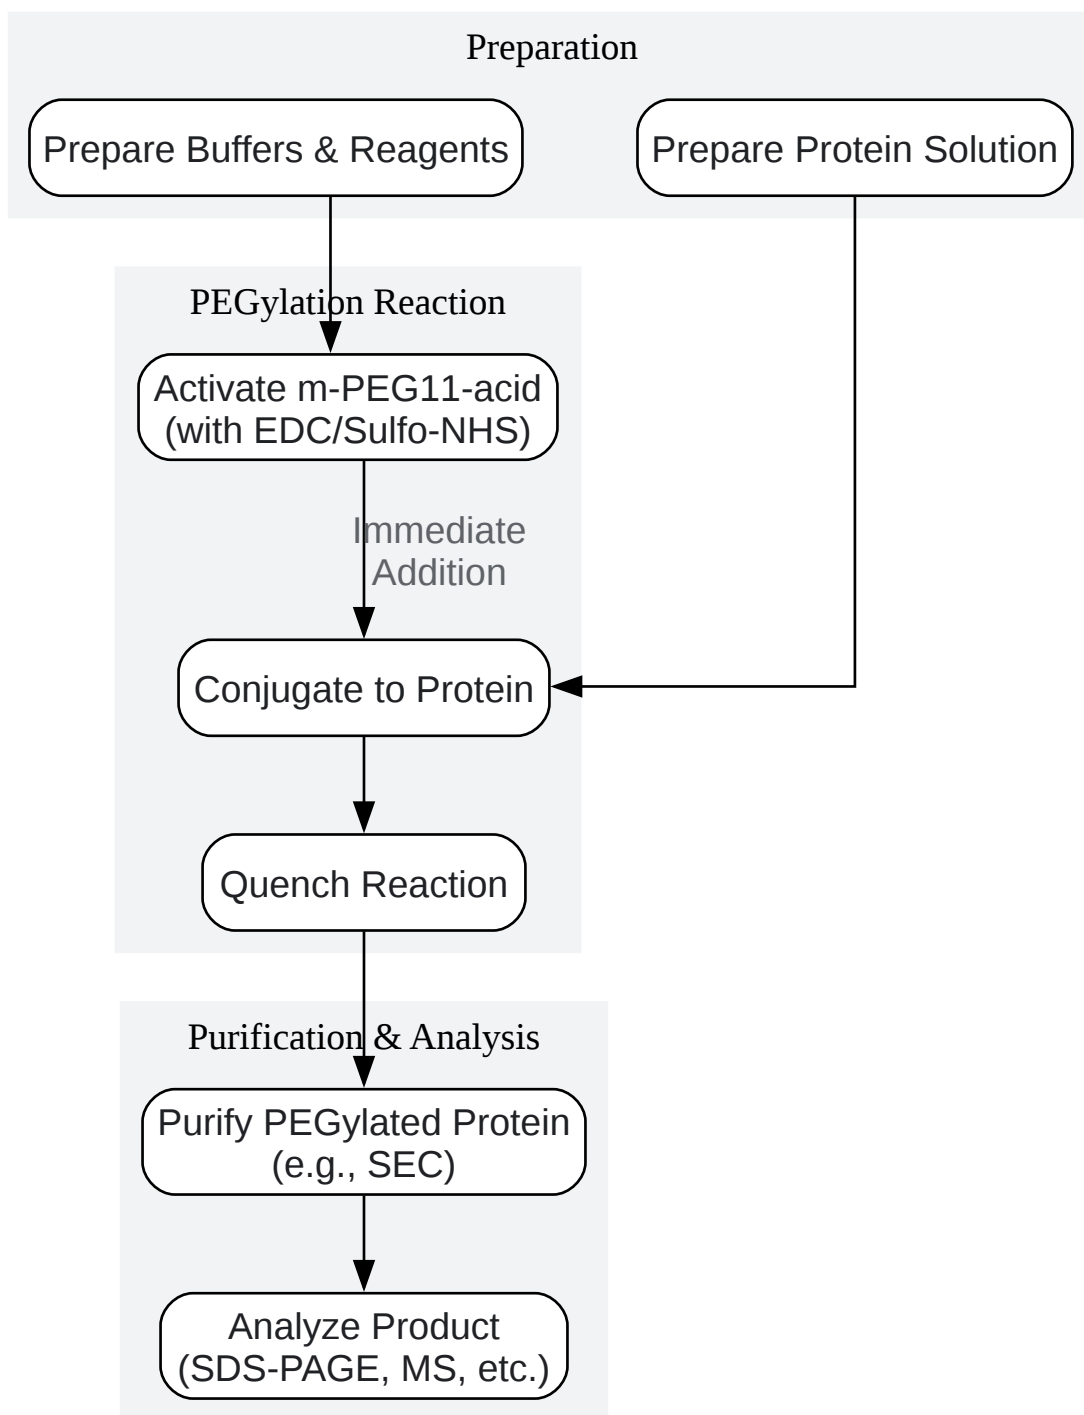 Preparation
Prepare Buffers & Reagents
Prepare Protein Solution
PEGylation Reaction
Activate m-PEG11-acid
(with EDC/Sulfo-NHS)
Immediate
Addition
Conjugate to Protein
Quench Reaction
Purification & Analysis
Purify PEGylated Protein
(e.g., SEC)
Analyze Product
(SDS-PAGE, MS, etc.)